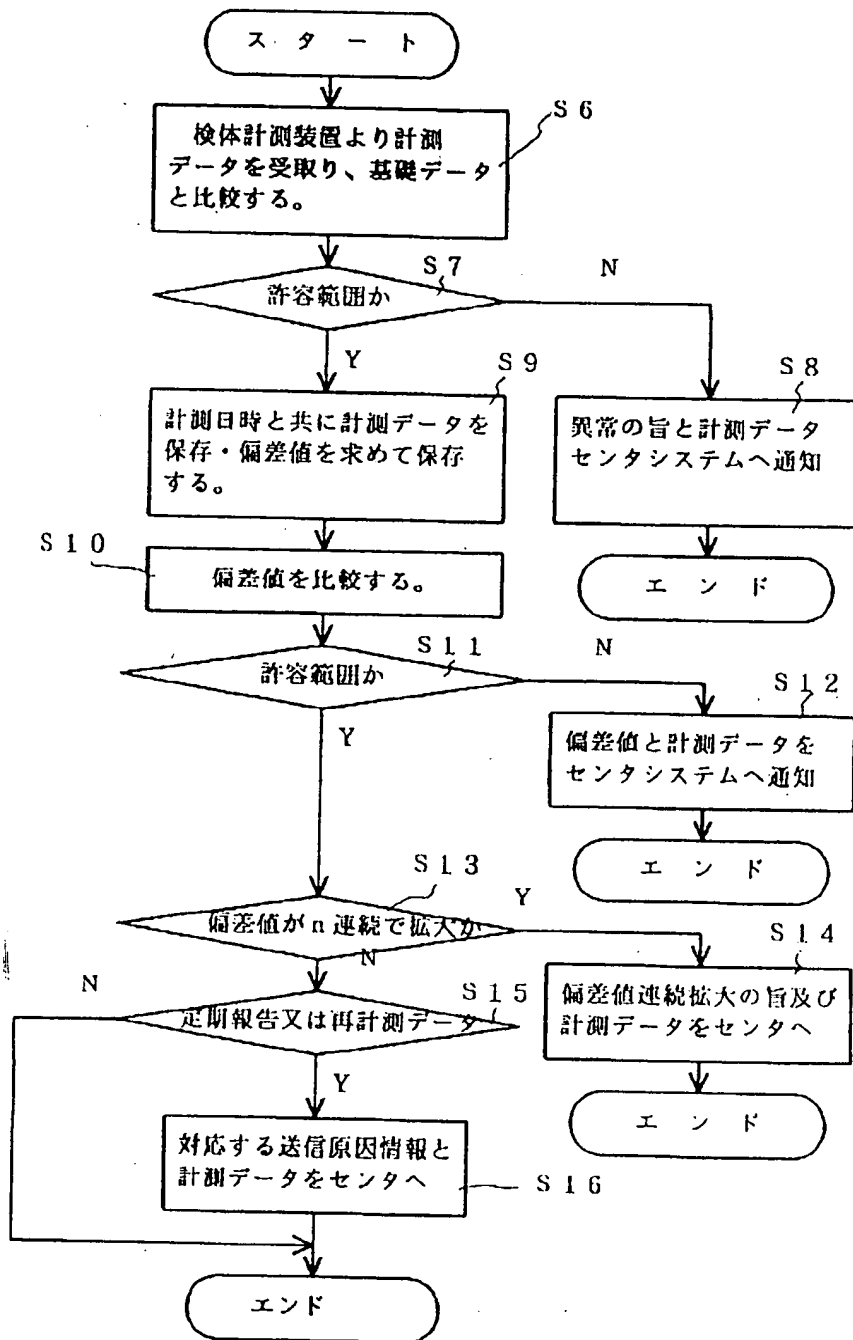 スタート
S6
検体計測装置より計測
データを受取り、基礎データ
と比較する。
S7
N
許容範囲か
Y
S9
S8
計測日時と共に計測データを
保存・偏差値を求めて保存
する。
異常の旨と計測データ
センタシステムへ通知
S10
偏差値を比較する。
エンド
S11
N
許容範囲か
S12
Y
偏差値と計測データを
センタシステムへ通知
エンド
S13
Y
偏差値がn連続で拡大か
S14
N
N
S15
定期報告又は再計測データ
偏差値連続拡大の旨及び
計測データをセンタへ
Y
エンド
対応する送信原因情報と
計測データをセンタへ
S16
エンド